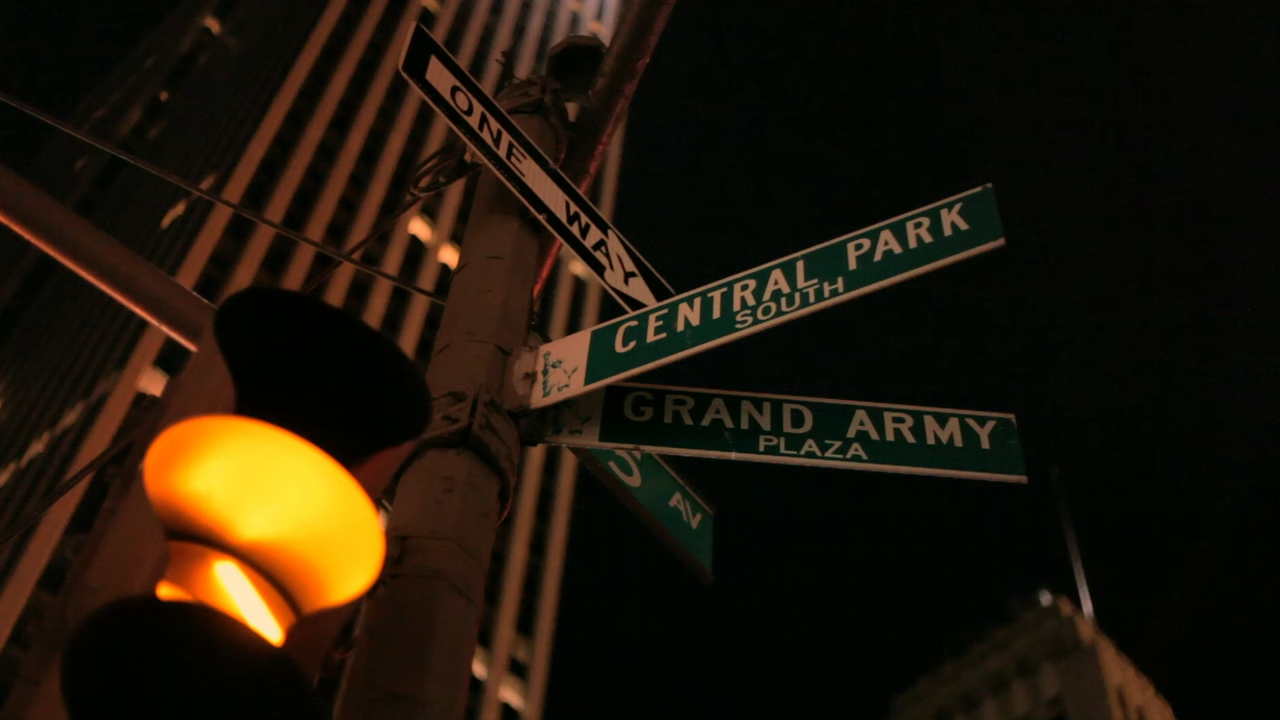 ONE WAY
CENTRAL PARK
SOUTH
GRAND ARMY
PLAZA
AV